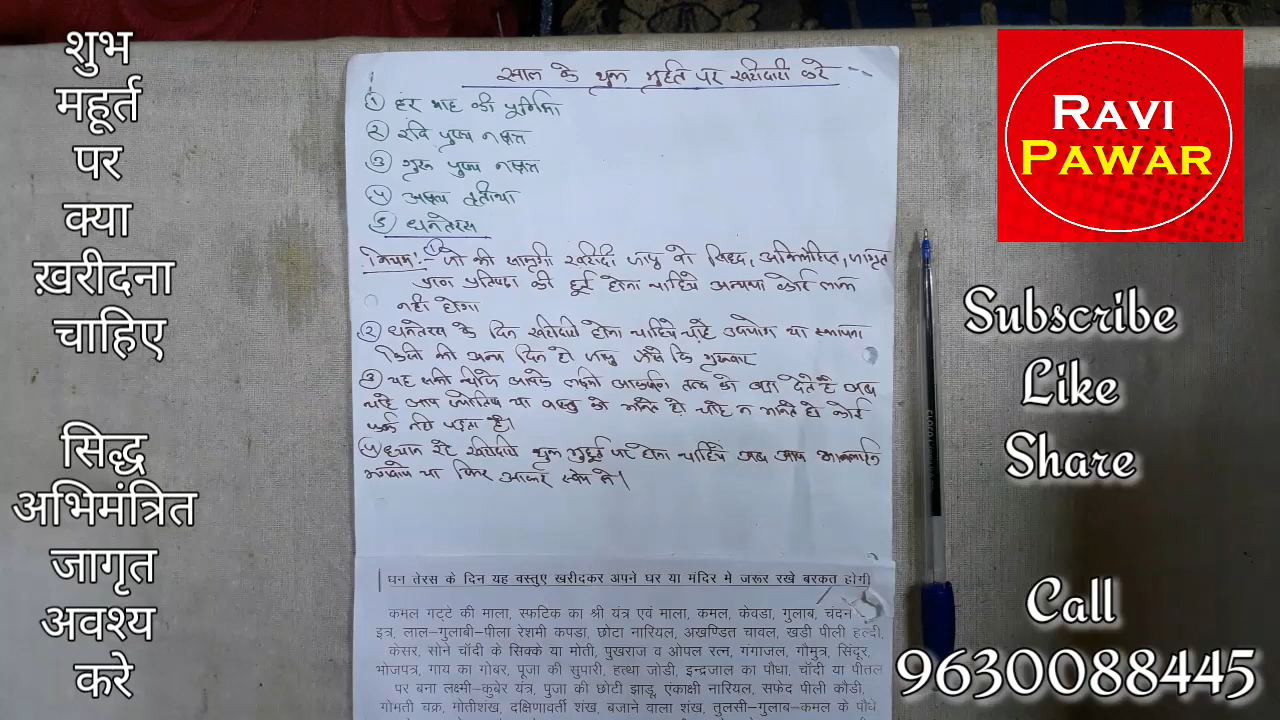 शुभ
महूर्त
पर
क्या
ख़रीदना
चाहिए
सिद्ध
अभिमंत्रित
जागृत
अवश्य
करे
साल के शुभ मुहूर्त पर खरीदारी करे
① हर माह की पूर्णिमा
② रवि पुष्य नक्षत्र
③ गुरू पुष्य नक्षत्र
④ अक्षय तृतीया
⑤ धनतेरस
नियम:- ① जो भी सामग्री खरीदी जाए वो सिद्ध, अभिमंत्रित, जागृत
प्राण प्रतिष्ठा की हुई होना चाहिये अन्यथा कोई लाभ
नही होगा
② धनतेरस के दिन खरीदारी होना चाहिये चाहे उपयोग या स्थापना
किसी भी अन्य दिन हो जाए जैसे कि शुक्रवार
③ यह सभी चीजे आपके लक्ष्मी आकर्षण तत्व को बढा देते है अब
चाहे आप ज्योतिष या वास्तु को मानते हो चाहे न मानते हो कोई
फर्क नही पड़ता है।
④ ध्यान रहे खरीदारी शुभ मुहूर्त पर होना चाहिये अब आप
मंगवाये या फिर आकर स्वयं ले।
धन तेरस के दिन यह वस्तुए खरीदकर अपने घर या मंदिर मे जरूर रखे बरकत होगी
कमल गट्टे की माला, स्फटिक का श्री यंत्र एवं माला, कमल, केवडा, गुलाब, चंदन
इत्र, लाल–गुलाबी–पीला रेशमी कपडा, छोटा नारियल, अखण्डित चावल, खडी पीली हल्दी,
केसर, सोने चाँदी के सिक्के या मोती, पुखराज व ओपल रत्न, गंगाजल, गौमुत्र, सिंदूर,
भोजपत्र, गाय का गोबर, पूजा की सुपारी, हत्था जोडी, इन्द्रजाल का पौधा, चाँदी या पीतल
पर बना लक्ष्मी–कुबेर यंत्र, पुजा की छोटी झाडू, एकाक्षी नारियल, सफेद पीली कौडी,
गोमती चक्र, मोतीशंख, दक्षिणावर्ती शंख, बजाने वाला शंख, तुलसी–गुलाब–कमल के पौधे
RAVI
PAWAR
Subscribe
Like
Share
Call
9630088445